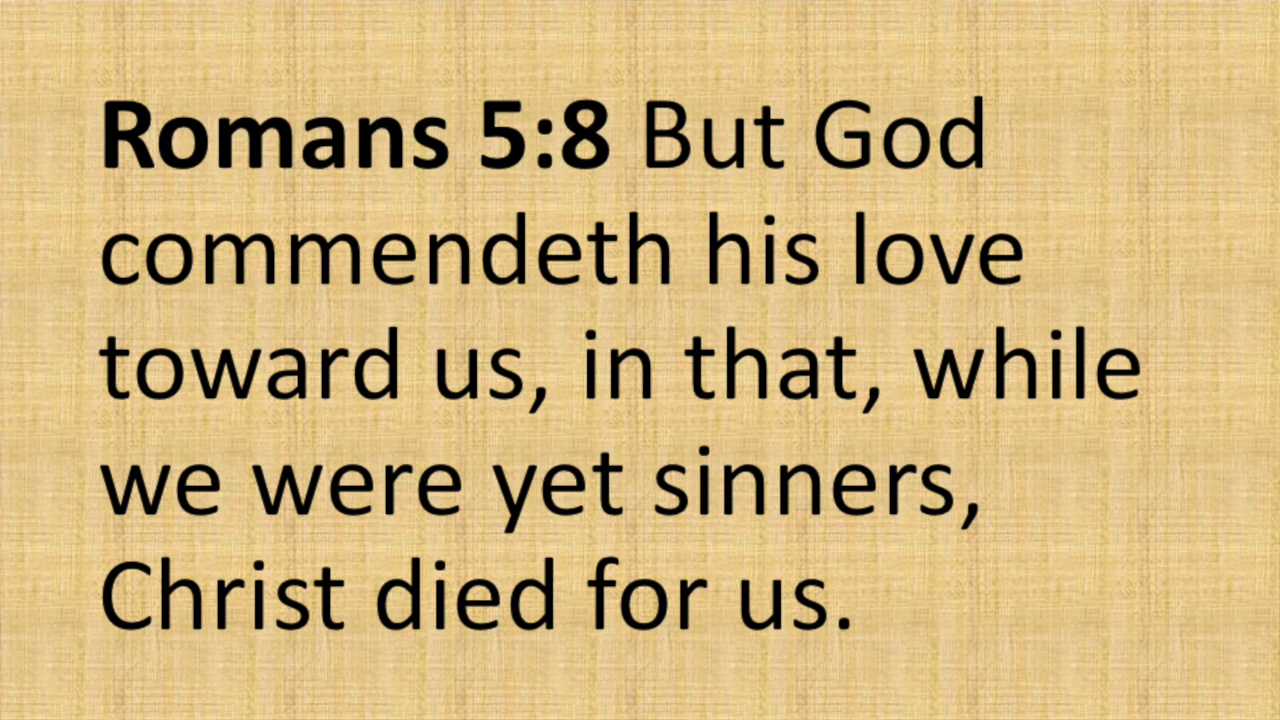 Romans 5:8 But God
commendeth his love
toward us, in that, while
we were yet sinners,
Christ died for us.